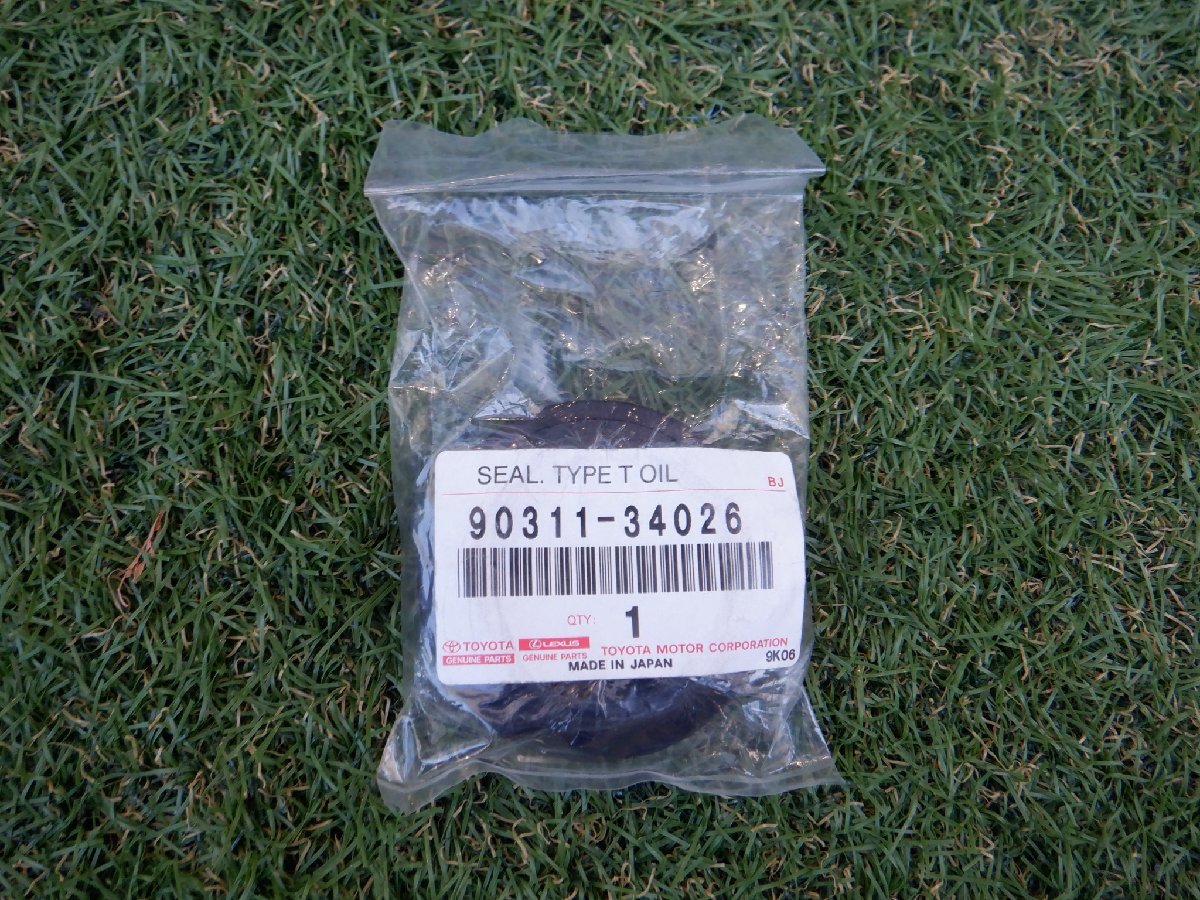 SEAL. TYPE T OIL
BJ
90311-34026
QTY: 1
TOYOTA LEXUS TOYOTA MOTOR CORPORATION
GENUINE PARTS GENUINE PARTS
MADE IN JAPAN 9K06